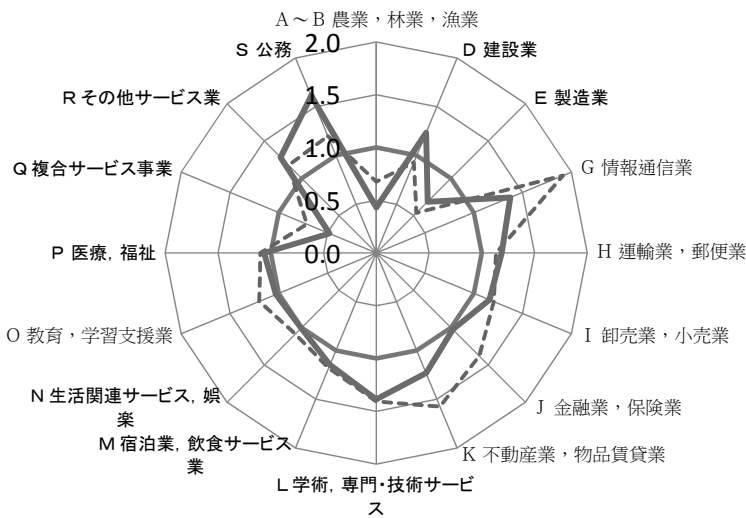 A～B 農業，林業，漁業
S 公務
2.0
D 建設業
R その他サービス業
1.5
E 製造業
Q 複合サービス事業
1.0
G 情報通信業
0.5
P 医療, 福祉
0.0
H 運輸業，郵便業
O 教育，学習支援業
I 卸売業，小売業
N 生活関連サービス, 娯
楽
J 金融業，保険業
M 宿泊業, 飲食サービス
業
K 不動産業，物品賃貸業
L 学術, 専門・技術サービ
ス